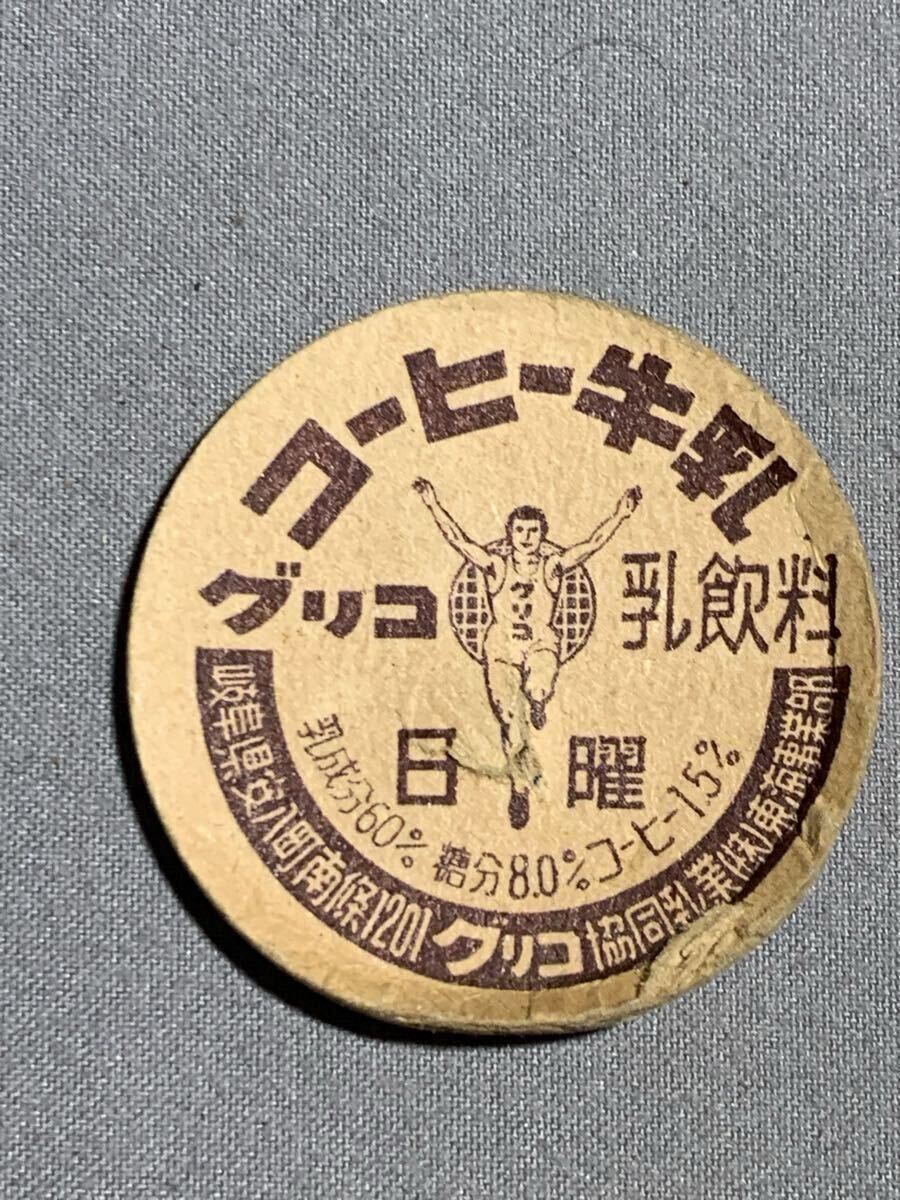 コーヒー牛乳
グリコ
グリコ
乳飲料
日曜
乳成分60% 糖分8.0% コーヒー1.5%
岐阜県安八町南條1201 グリコ協同乳業(株)東海事業部